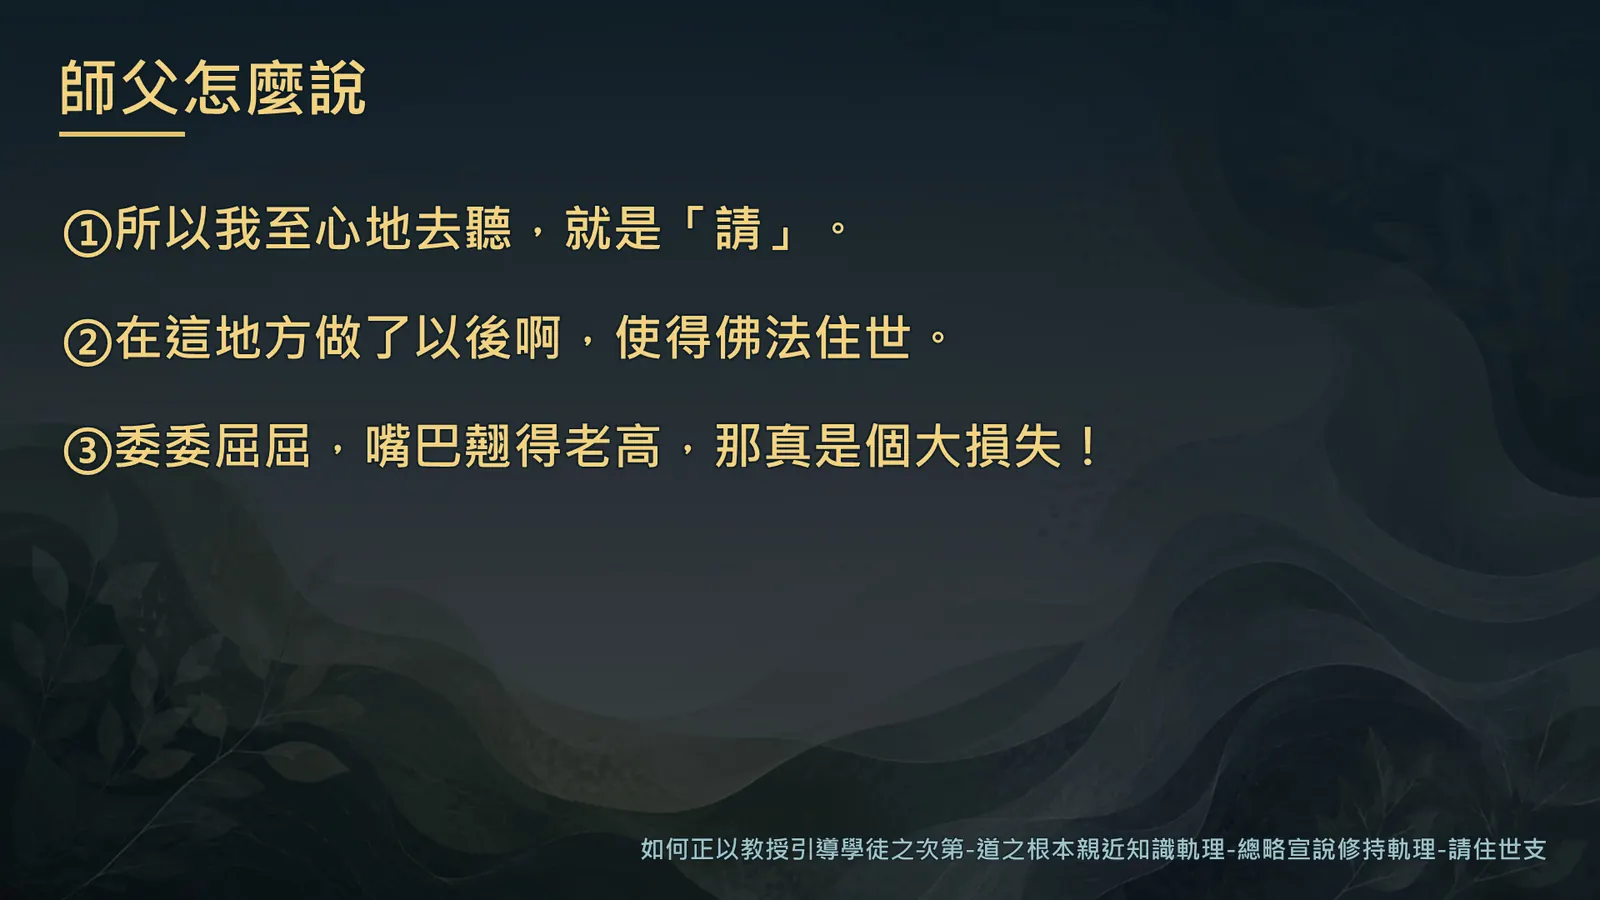 師父怎麼說
①所以我至心地去聽，就是「請」。
②在這地方做了以後啊，使得佛法住世。
③委委屈屈，嘴巴翹得老高，那真是個大損失！
如何正以教授引導學徒之次第-道之根本親近知識軌理-總略宣說修持軌理-請住世支